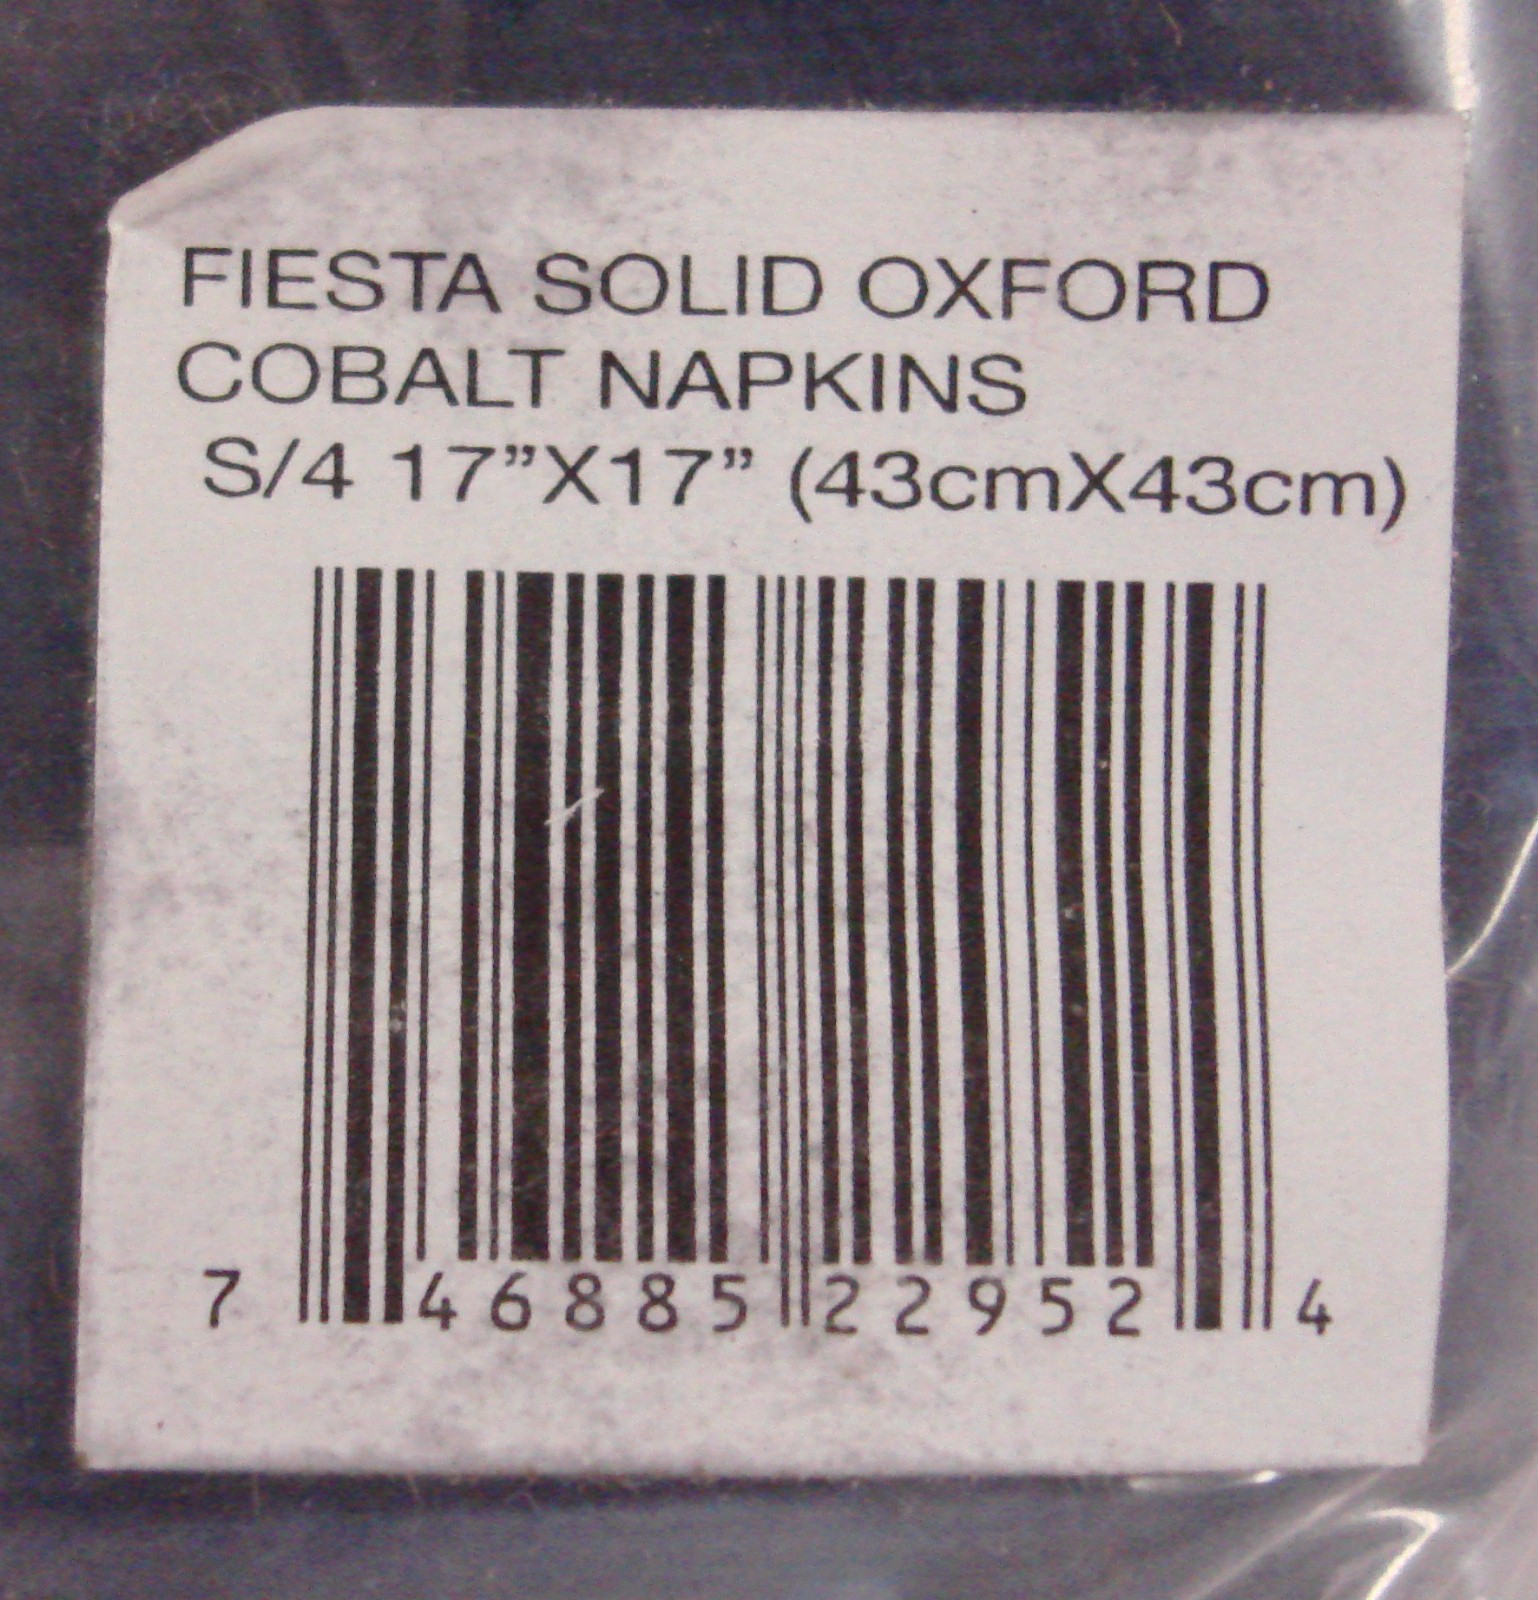 FIESTA SOLID OXFORD
COBALT NAPKINS
S/4 17”X17” (43cmX43cm)
7 46885 22952 4